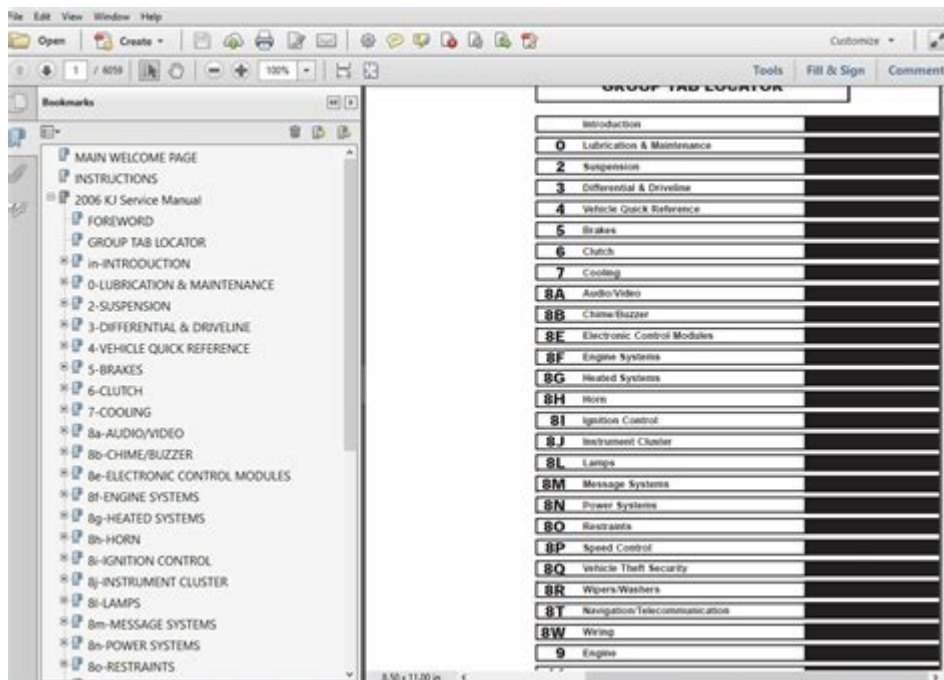 File Edit View Window Help
Open Create Customize
1 / 6059 100% Tools Fill & Sign Comment
Bookmarks
MAIN WELCOME PAGE
INSTRUCTIONS
2006 KJ Service Manual
FOREWORD
GROUP TAB LOCATOR
in-INTRODUCTION
0-LUBRICATION & MAINTENANCE
2-SUSPENSION
3-DIFFERENTIAL & DRIVELINE
4-VEHICLE QUICK REFERENCE
5-BRAKES
6-CLUTCH
7-COOLING
8a-AUDIO/VIDEO
8b-CHIME/BUZZER
8e-ELECTRONIC CONTROL MODULES
8f-ENGINE SYSTEMS
8g-HEATED SYSTEMS
8h-HORN
8i-IGNITION CONTROL
8j-INSTRUMENT CLUSTER
8l-LAMPS
8m-MESSAGE SYSTEMS
8n-POWER SYSTEMS
8o-RESTRAINTS
GROUP TAB LOCATOR
Introduction
0 Lubrication & Maintenance
2 Suspension
3 Differential & Driveline
4 Vehicle Quick Reference
5 Brakes
6 Clutch
7 Cooling
8A Audio/Video
8B Chime/Buzzer
8E Electronic Control Modules
8F Engine Systems
8G Heated Systems
8H Horn
8I Ignition Control
8J Instrument Cluster
8L Lamps
8M Message Systems
8N Power Systems
8O Restraints
8P Speed Control
8Q Vehicle Theft Security
8R Wipers/Washers
8T Navigation/Telecommunication
8W Wiring
9 Engine
8.50 x 11.00 in